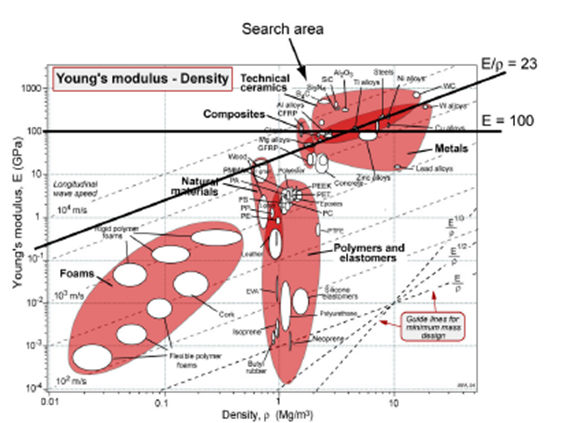 Search area
E/ρ = 23
E = 100
Young's modulus - Density
Technical
ceramics
Composites
Natural
materials
Foams
Metals
Polymers and
elastomers
Al₂O₃
SiC
Si₃N₄
Steels
Ti alloys
Ni alloys
WC
W alloys
Cu alloys
Al alloys
CFRP
Mg alloys
GFRP
Zinc alloys
Lead alloys
Concrete
Wood
Polyester
PMMA
PA
PEEK
PET
Epoxies
PC
PS
PP
PE
PTFE
Leather
EVA
Silicone
elastomers
Polyurethane
Isoprene
Neoprene
Butyl
rubber
Cork
Rigid polymer
foams
Flexible polymer
foams
Longitudinal
wave speed
10⁴ m/s
10³ m/s
10² m/s
Guide lines for
minimum mass
design
Young's modulus, E (GPa)
1000
100
10
1
10⁻¹
10⁻²
10⁻³
10⁻⁴
0.01
0.1
1
10
Density, ρ (Mg/m³)